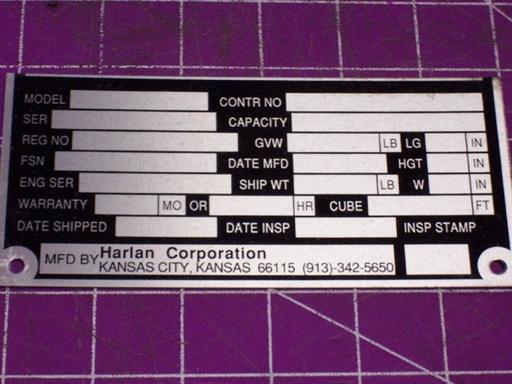 MODEL CONTR NO
SER CAPACITY
REG NO GVW LB LG IN
FSN DATE MFD HGT IN
ENG SER SHIP WT LB W IN
WARRANTY MO OR HR CUBE FT
DATE SHIPPED DATE INSP INSP STAMP
MFD BY Harlan Corporation
KANSAS CITY, KANSAS 66115 (913)-342-5650